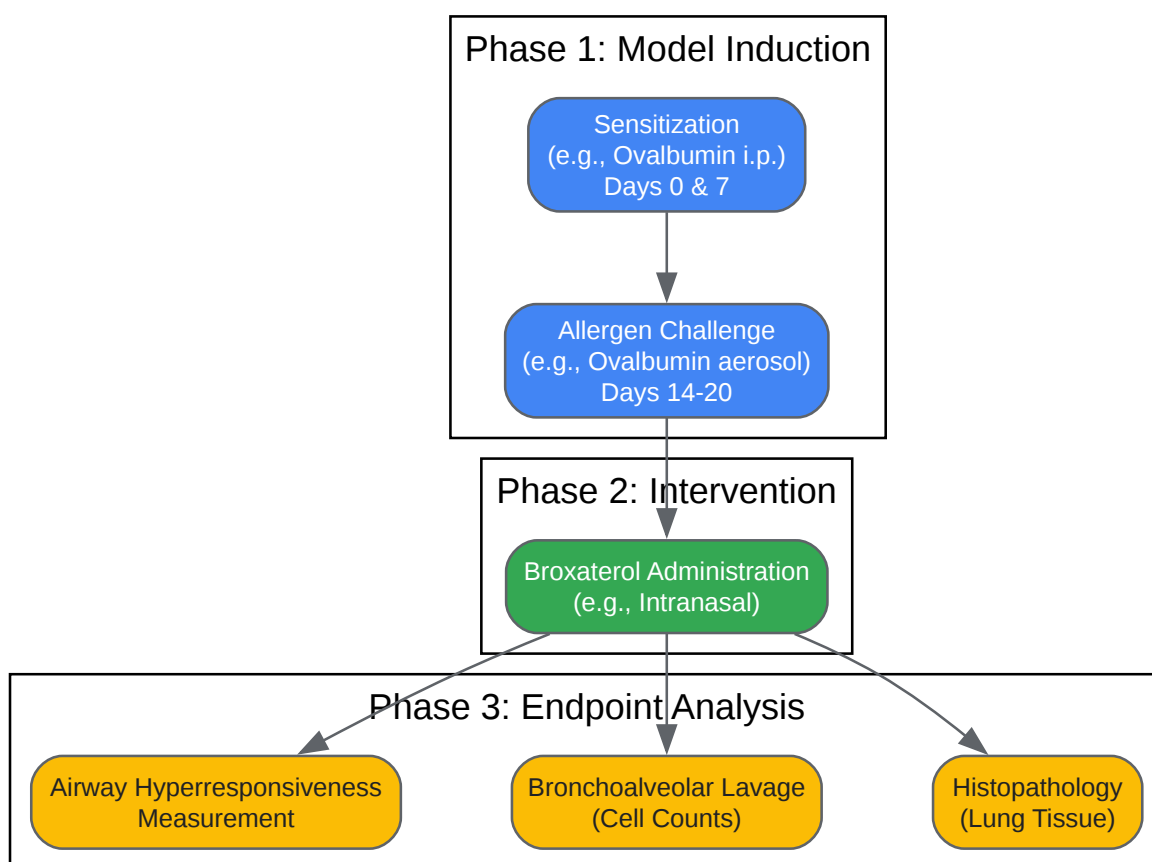 Phase 1: Model Induction
Sensitization
(e.g., Ovalbumin i.p.)
Days 0 & 7
Allergen Challenge
(e.g., Ovalbumin aerosol)
Days 14-20
Phase 2: Intervention
Broxaterol Administration
(e.g., Intranasal)
Phase 3: Endpoint Analysis
Airway Hyperresponsiveness
Measurement
Bronchoalveolar Lavage
(Cell Counts)
Histopathology
(Lung Tissue)